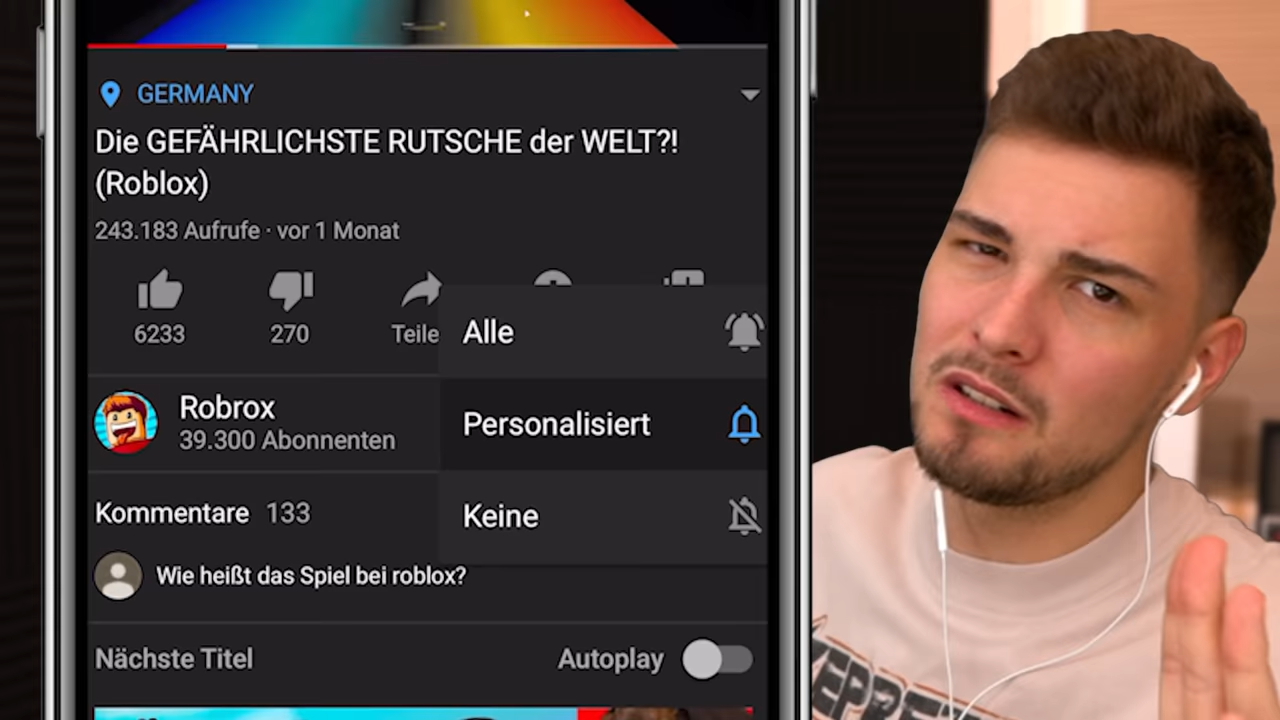 GERMANY
Die GEFÄHRLICHSTE RUTSCHE der WELT?!
(Roblox)
243.183 Aufrufe · vor 1 Monat
6233
270
Teile
Alle
Robrox
39.300 Abonnenten
Personalisiert
Kommentare 133
Keine
Wie heißt das Spiel bei roblox?
Nächste Titel
Autoplay